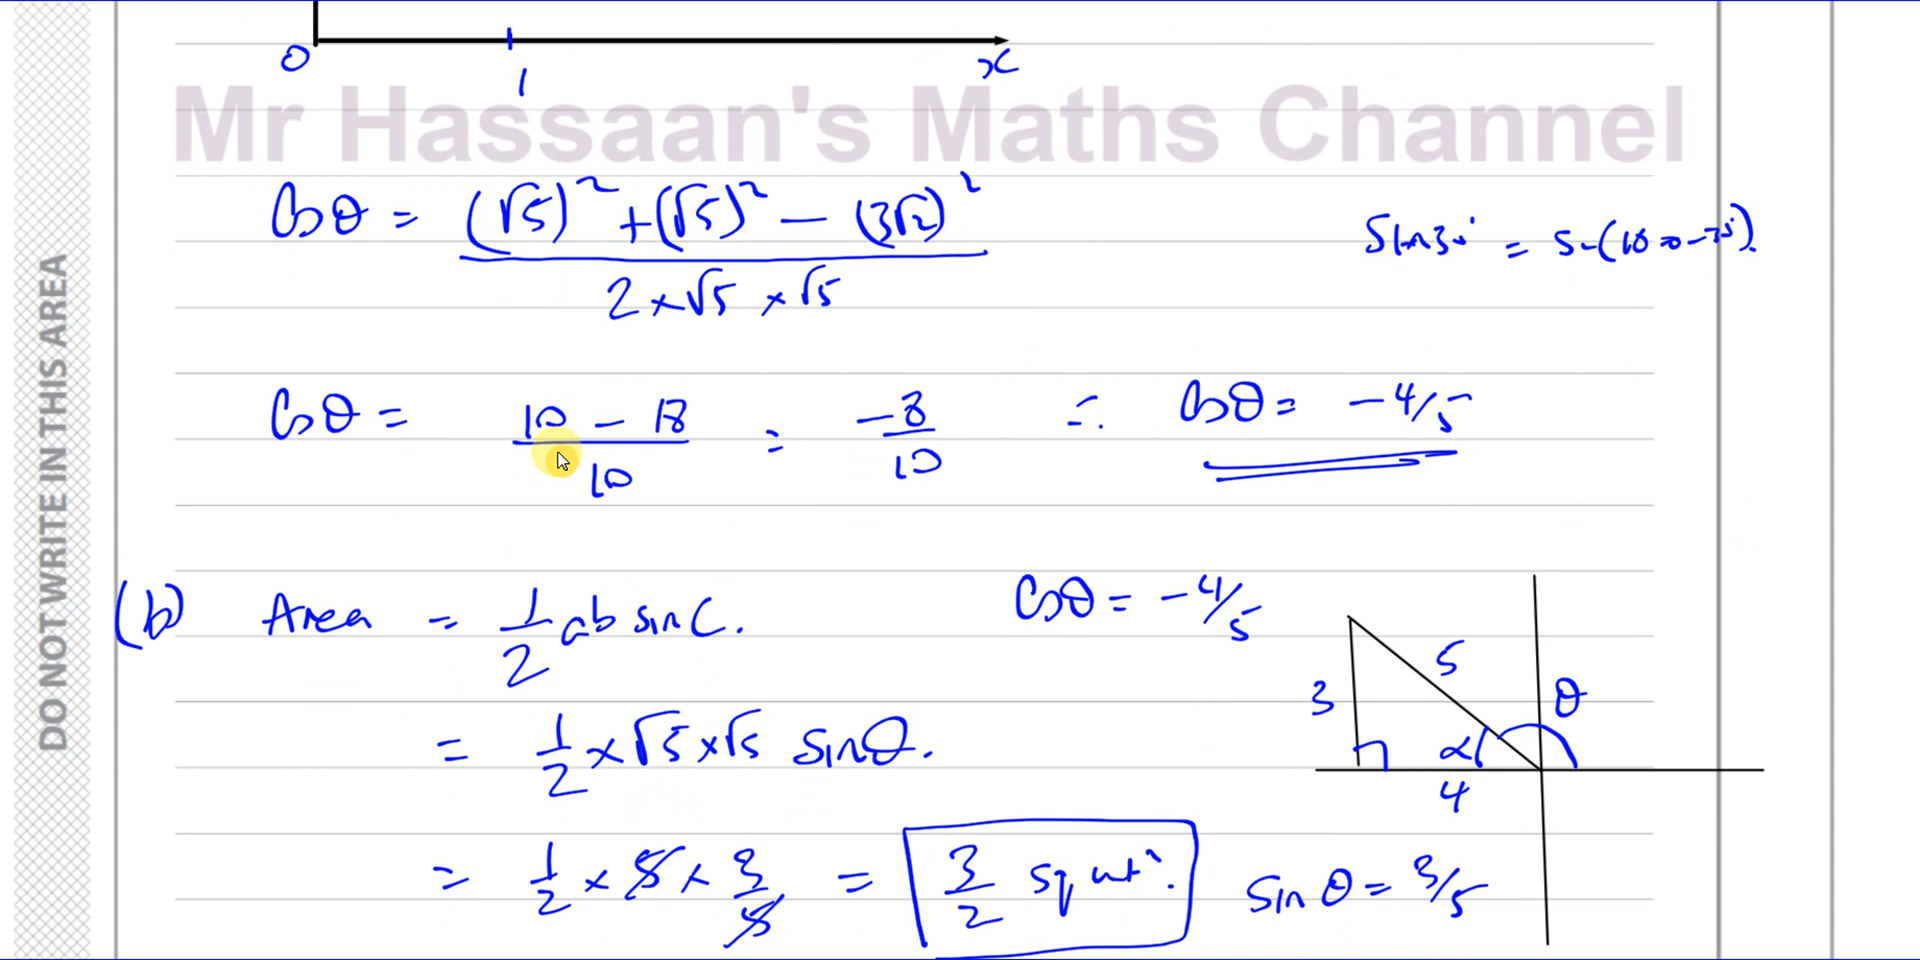 0 1 x
Mr Hassaan's Maths Channel
Cosθ = (√5)² + (√5)² − (3√2)² / 2 × √5 × √5
Sin30° = S-(180-30).
Cosθ = 10 − 18 / 10 = −8/10 ∴ Cosθ = −4/5
DO NOT WRITE IN THIS AREA
(b) Area = 1/2 ab sin C.
Cosθ = −4/5
= 1/2 × √5 × √5 sinθ.
3 5 θ α 4
= 1/2 × 5 × 3/5 = 3/2 sq unt².
Sin θ = 3/5